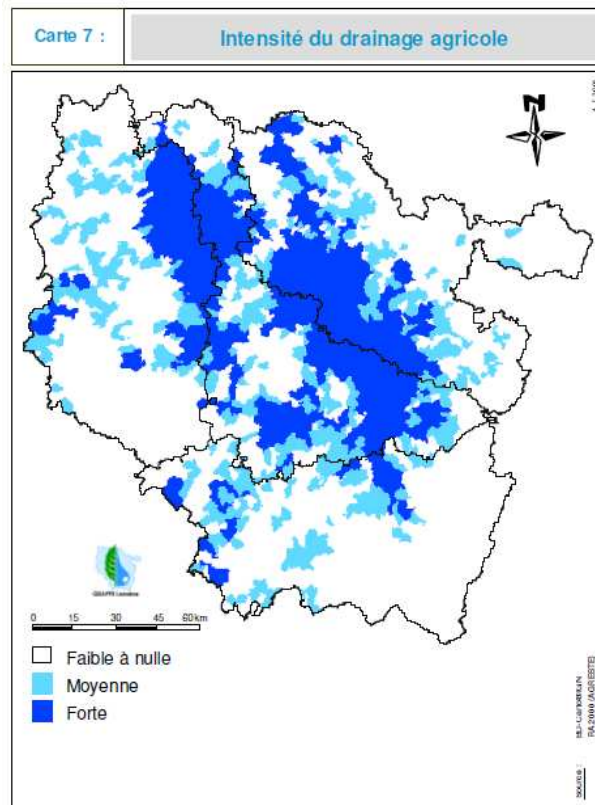 Carte 7 :
Intensité du drainage agricole
N
0 15 30 45 60 km
Faible à nulle
Moyenne
Forte
Source :
RA 2000 (AGRESTE)